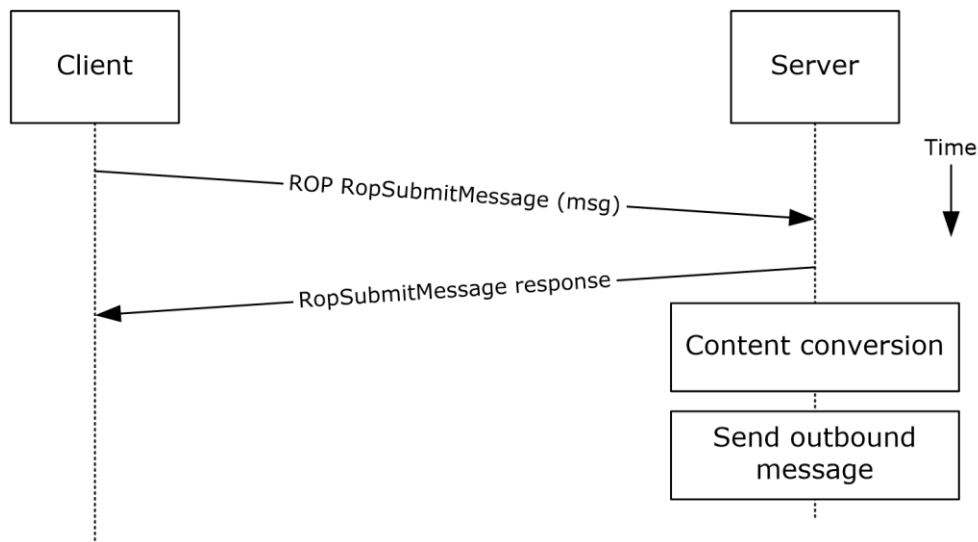 Client
Server
Time
ROP RopSubmitMessage (msg)
RopSubmitMessage response
Content conversion
Send outbound
message